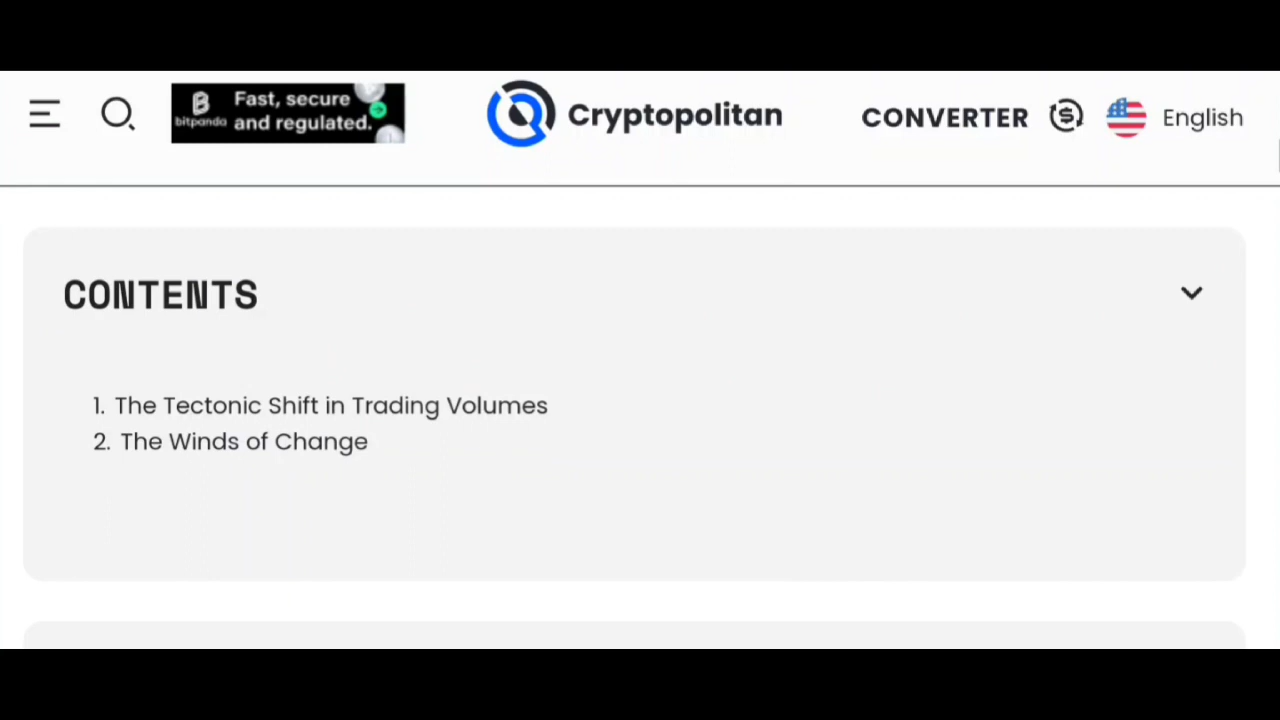 bitpanda
Fast, secure
and regulated.
Cryptopolitan
CONVERTER
English
CONTENTS
1. The Tectonic Shift in Trading Volumes
2. The Winds of Change